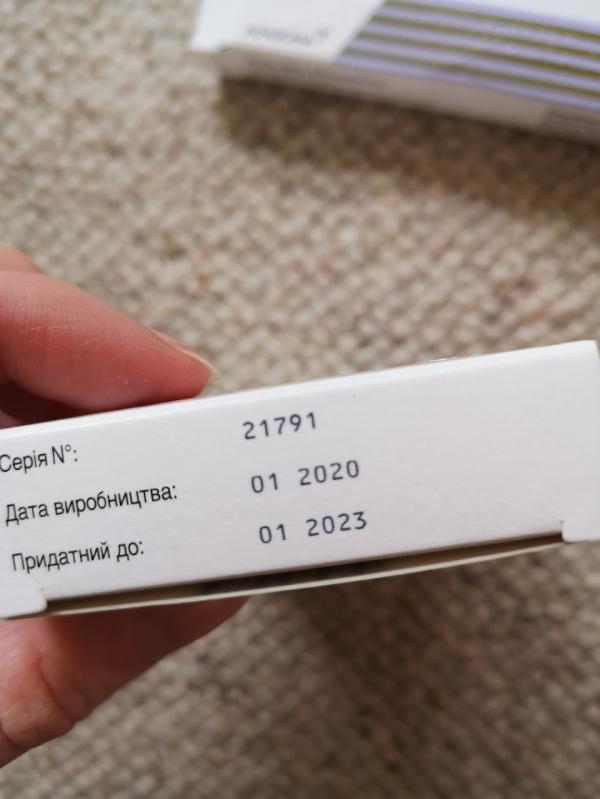 Серія N°: 21791
Дата виробництва: 01 2020
Придатний до: 01 2023